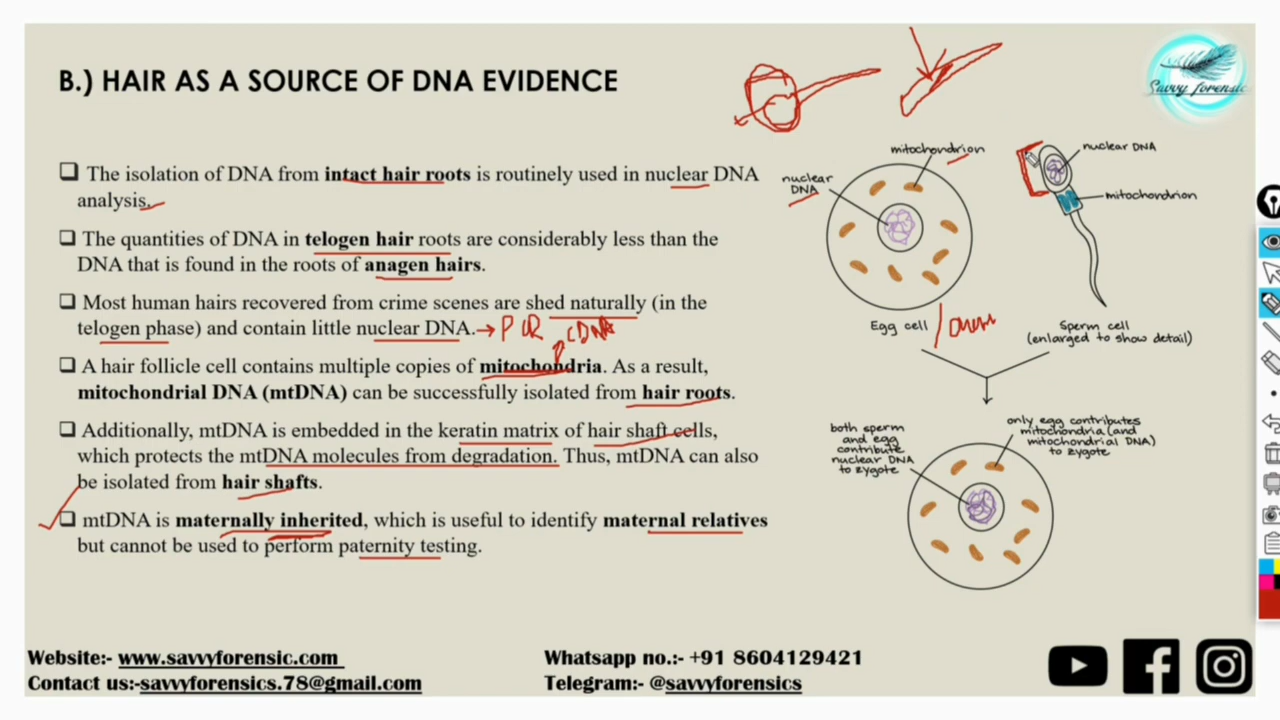 B.) HAIR AS A SOURCE OF DNA EVIDENCE
Savvy forensic
The isolation of DNA from intact hair roots is routinely used in nuclear DNA
analysis.
The quantities of DNA in telogen hair roots are considerably less than the
DNA that is found in the roots of anagen hairs.
Most human hairs recovered from crime scenes are shed naturally (in the
telogen phase) and contain little nuclear DNA. → PCR
cDNA
A hair follicle cell contains multiple copies of mitochondria. As a result,
mitochondrial DNA (mtDNA) can be successfully isolated from hair roots.
Additionally, mtDNA is embedded in the keratin matrix of hair shaft cells,
which protects the mtDNA molecules from degradation. Thus, mtDNA can also
be isolated from hair shafts.
mtDNA is maternally inherited, which is useful to identify maternal relatives
but cannot be used to perform paternity testing.
mitochondrion
nuclear
DNA
nuclear DNA
mitochondrion
Egg cell
Sperm cell
(enlarged to show detail)
both sperm
and egg
contribute
nuclear DNA
to zygote
only egg contributes
mitochondria (and
mitochondrial DNA)
to zygote
Website:- www.savvyforensic.com
Contact us:-savvyforensics.78@gmail.com
Whatsapp no.:- +91 8604129421
Telegram:- @savvyforensics